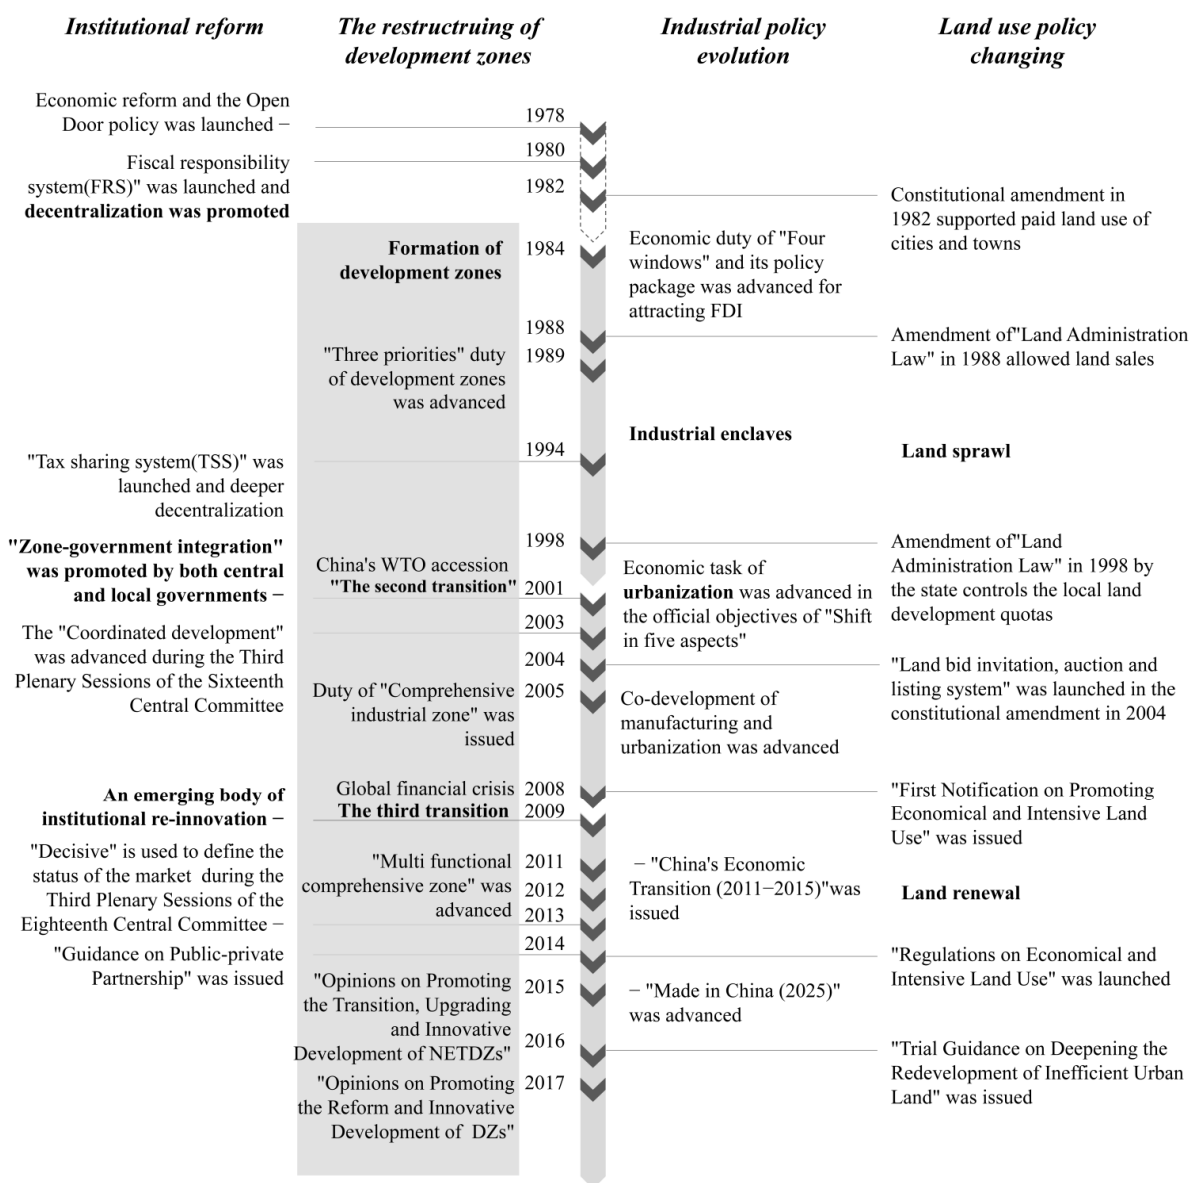 Institutional reform
The restructruing of
development zones
Industrial policy
evolution
Land use policy
changing
Economic reform and the Open
Door policy was launched −
1978
Fiscal responsibility
system(FRS)" was launched and
decentralization was promoted
1980
1982
Constitutional amendment in
1982 supported paid land use of
cities and towns
Formation of
development zones
1984
Economic duty of "Four
windows" and its policy
package was advanced for
attracting FDI
1988
Amendment of"Land Administration
Law" in 1988 allowed land sales
"Three priorities" duty
of development zones
was advanced
1989
Industrial enclaves
Land sprawl
1994
"Tax sharing system(TSS)" was
launched and deeper
decentralization
1998
Amendment of"Land
Administration Law" in 1998 by
the state controls the local land
development quotas
"Zone-government integration"
was promoted by both central
and local governments −
China's WTO accession
"The second transition"
2001
Economic task of
urbanization was advanced in
the official objectives of "Shift
in five aspects"
2003
The "Coordinated development"
was advanced during the Third
Plenary Sessions of the Sixteenth
Central Committee
2004
"Land bid invitation, auction and
listing system" was launched in the
constitutional amendment in 2004
Duty of "Comprehensive
industrial zone" was
issued
2005
Co-development of
manufacturing and
urbanization was advanced
Global financial crisis
2008
"First Notification on Promoting
Economical and Intensive Land
Use" was issued
An emerging body of
institutional re-innovation −
The third transition
2009
"Decisive" is used to define the
status of the market during the
Third Plenary Sessions of the
Eighteenth Central Committee −
"Multi functional
comprehensive zone" was
advanced
2011
2012
2013
− "China's Economic
Transition (2011−2015)"was
issued
Land renewal
2014
"Guidance on Public-private
Partnership" was issued
"Regulations on Economical and
Intensive Land Use" was launched
"Opinions on Promoting
the Transition, Upgrading
and Innovative
Development of NETDZs"
2015
− "Made in China (2025)"
was advanced
2016
"Trial Guidance on Deepening the
Redevelopment of Inefficient Urban
Land" was issued
"Opinions on Promoting
the Reform and Innovative
Development of DZs"
2017